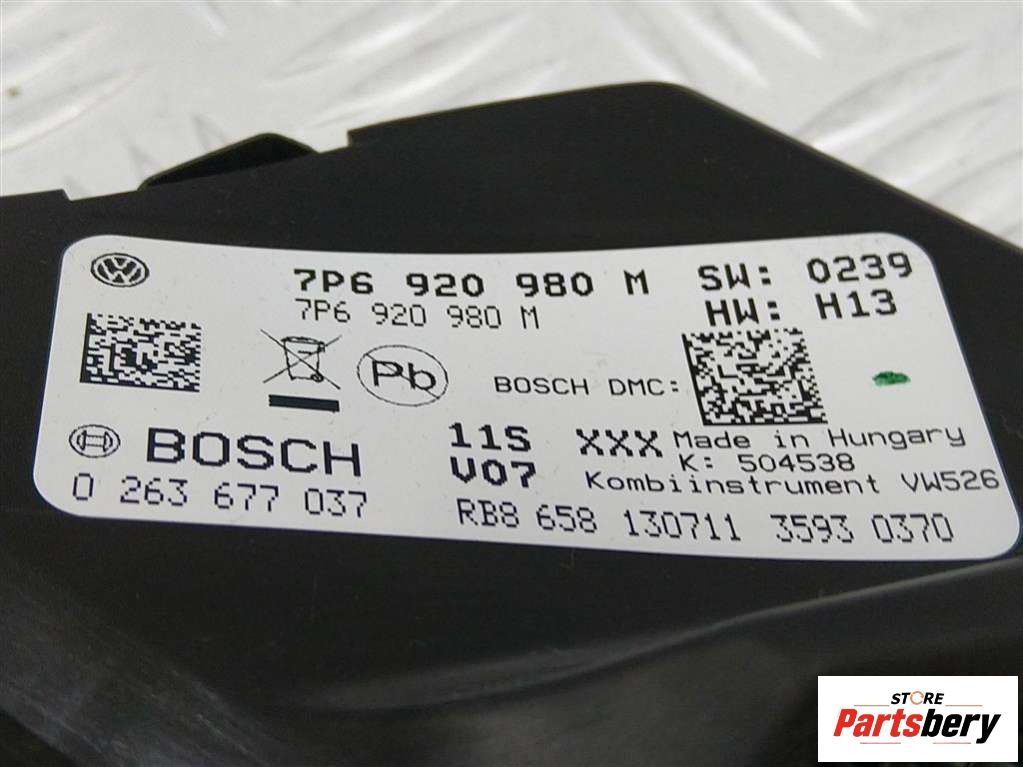 7P6 920 980 M SW: 0239
7P6 920 980 M HW: H13
Pb BOSCH DMC:
BOSCH 11S XXX Made in Hungary
V07 K: 504538
0 263 677 037 Kombiinstrument VW526
RB8 658 130711 3593 0370
STORE
Partsbery